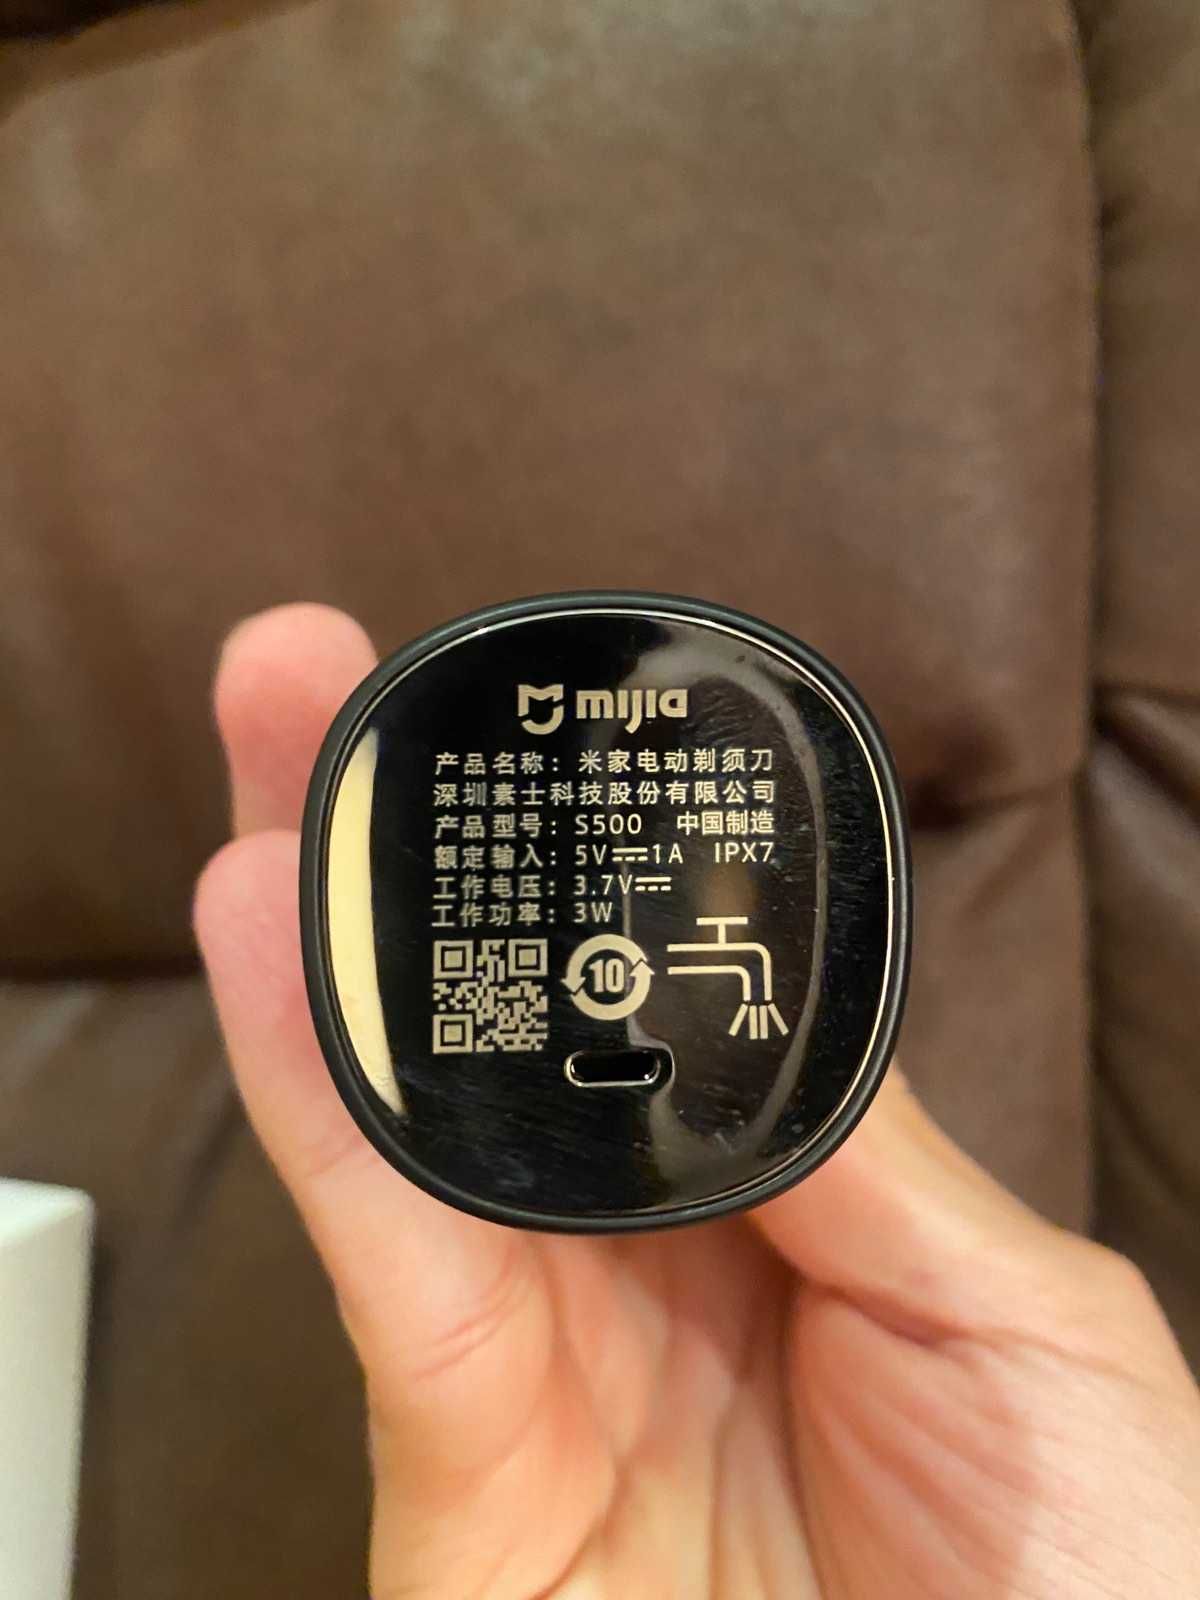 mijia
产品名称：米家电动剃须刀
深圳素士科技股份有限公司
产品型号：S500 中国制造
额定输入：5V⎓1A IPX7
工作电压：3.7V⎓
工作功率：3W
10